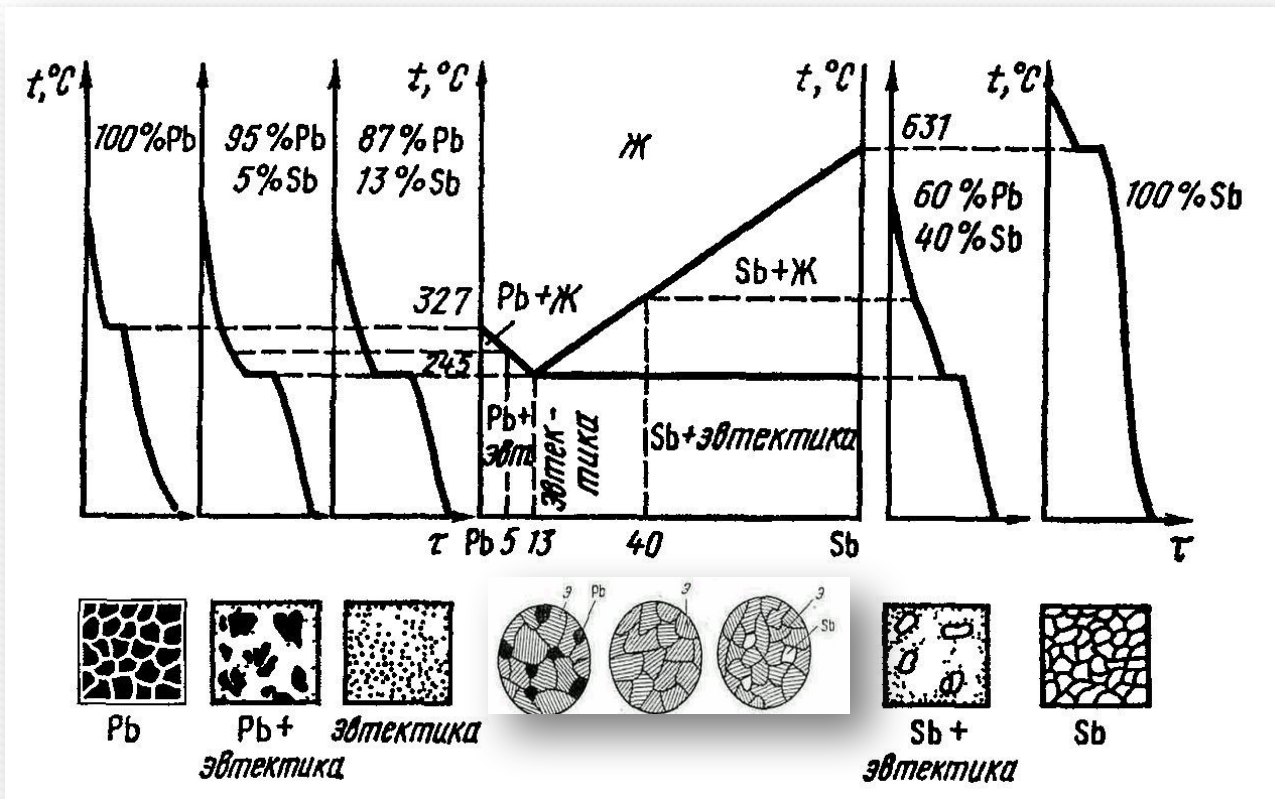 t,°C
100%Pb
95%Pb
5%Sb
87% Pb
13%Sb
t,°C
327
245
Ж
Pb+Ж
Sb+Ж
Pb+
эвт
эвтек-
тика
Sb+эвтектика
τ
Pb 5 13 40 Sb
t,°C
631
60%Pb
40%Sb
t,°C
100%Sb
τ
Pb
Pb+
эвтектика
эвтектика
Э Pb
Э
Э
Sb
Sb+
эвтектика
Sb